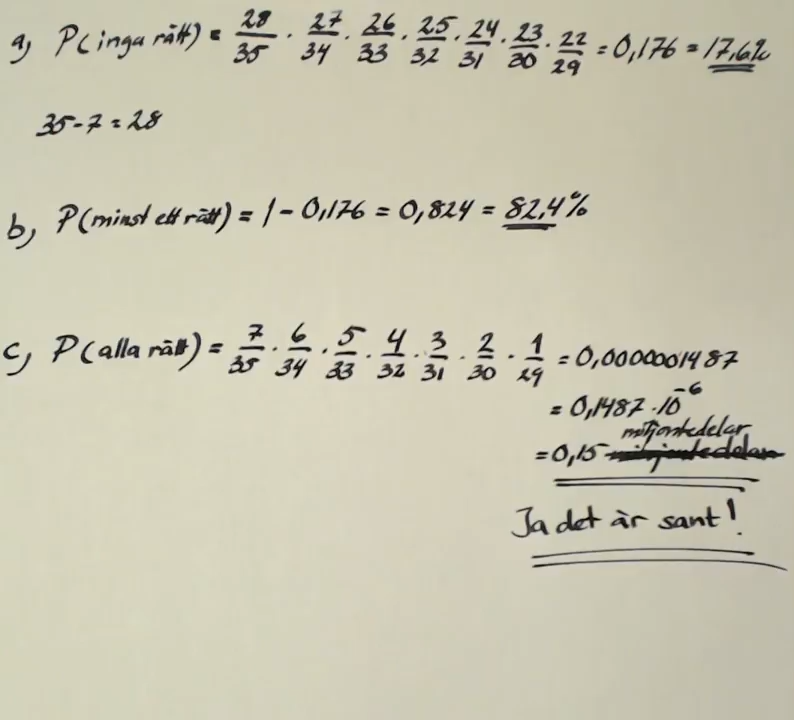 a) P(inga rätt) = 28/35 · 27/34 · 26/33 · 25/32 · 24/31 · 23/30 · 22/29 = 0,176 = 17,6%
35-7=28
b) P(minst ett rätt) = 1 - 0,176 = 0,824 = 82,4%
c) P(alla rätt) = 7/35 · 6/34 · 5/33 · 4/32 · 3/31 · 2/30 · 1/29 = 0,0000001487
= 0,1487 · 10^-6
miljontedelar
= 0,15
Ja det är sant!